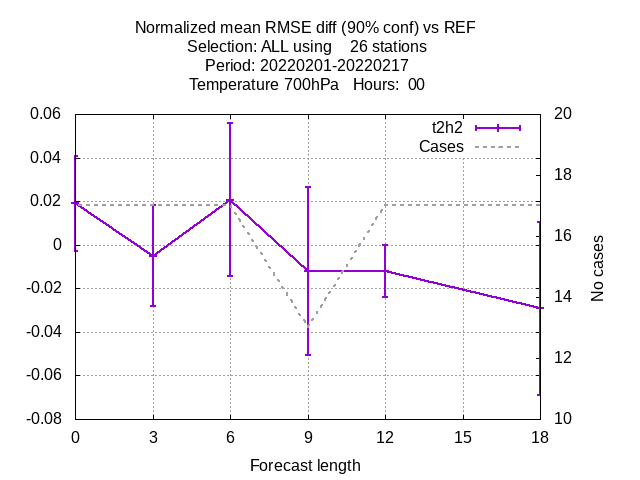 Normalized mean RMSE diff (90% conf) vs REF
Selection: ALL using    26 stations
Period: 20220201-20220217
Temperature 700hPa   Hours:  00
0.06
0.04
0.02
0
-0.02
-0.04
-0.06
-0.08
t2h2
Cases
20
18
16
14
12
10
No cases
0 3 6 9 12 15 18
Forecast length